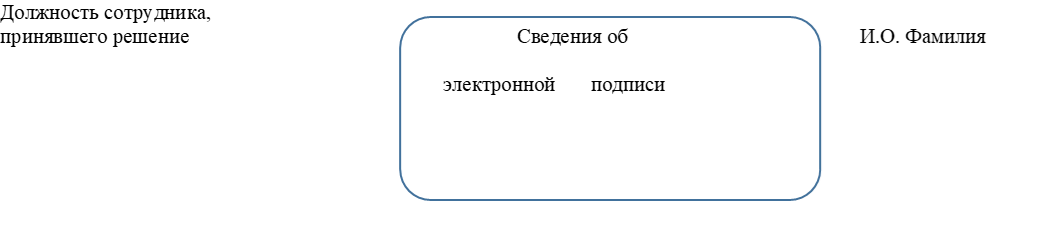 Должность сотрудника,
принявшего решение
Сведения об
электронной подписи
И.О. Фамилия